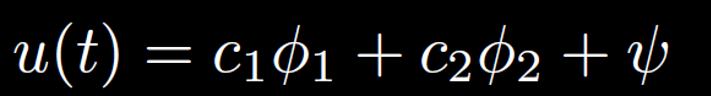 u(t) = c₁ϕ₁ + c₂ϕ₂ + ψ